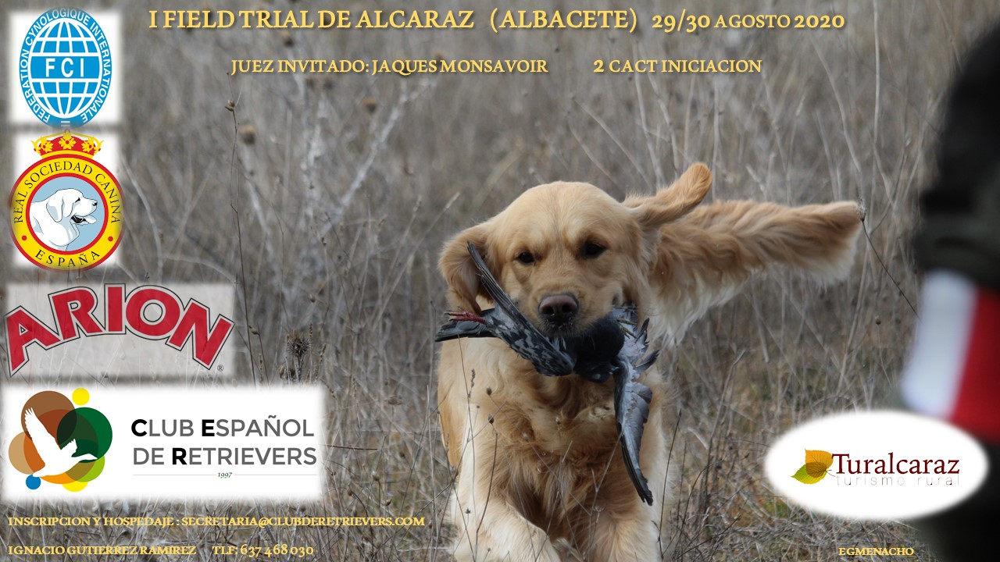 I FIELD TRIAL DE ALCARAZ (ALBACETE) 29/30 AGOSTO 2020
JUEZ INVITADO: JAQUES MONSAVOIR 2 CACT INICIACION
FEDERATION CYNOLOGIQUE INTERNATIONALE
FCI
REAL SOCIEDAD CANINA
ESPAÑA
ARION®
CLUB ESPAÑOL
DE RETRIEVERS
1997
Turalcaraz
turismo rural
INSCRIPCION Y HOSPEDAJE : SECRETARIA@CLUBDERETRIEVERS.COM
IGNACIO GUTIERREZ RAMIREZ TLF: 637 468 030
EGMENACHO